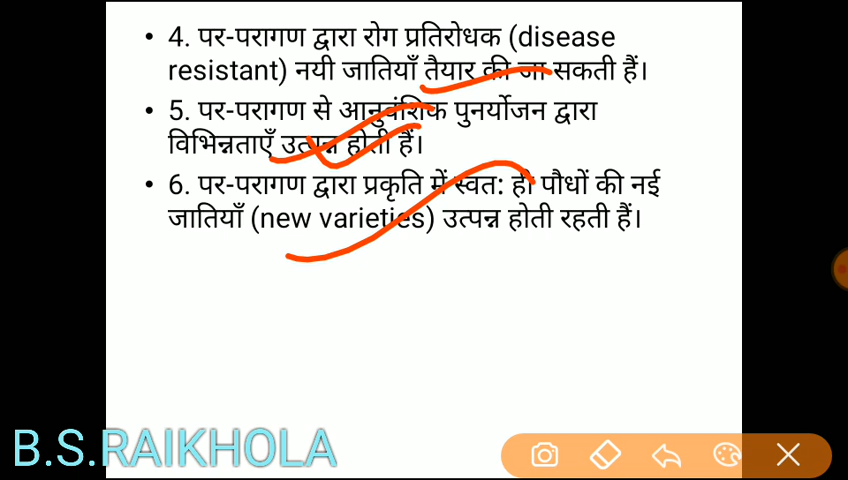 • 4. पर-परागण द्वारा रोग प्रतिरोधक (disease
resistant) नयी जातियाँ तैयार की जा सकती हैं।
• 5. पर-परागण से आनुवंशिक पुनर्योजन द्वारा
विभिन्नताएँ उत्पन्न होती हैं।
• 6. पर-परागण द्वारा प्रकृति में स्वत: ही पौधों की नई
जातियाँ (new varieties) उत्पन्न होती रहती हैं।
B.S.RAIKHOLA